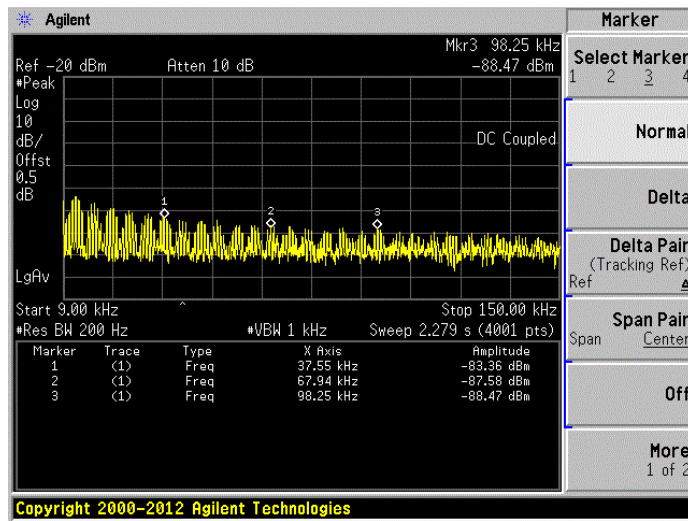 Agilent
Marker
Mkr3 98.25 kHz
Ref -20 dBm Atten 10 dB -88.47 dBm
#Peak
Log
10
dB/
Offst
0.5
dB
DC Coupled
1
2
3
LgAv
Start 9.00 kHz ^ Stop 150.00 kHz
#Res BW 200 Hz #VBW 1 kHz Sweep 2.279 s (4001 pts)
Marker Trace Type X Axis Amplitude
1 (1) Freq 37.55 kHz -83.36 dBm
2 (1) Freq 67.94 kHz -87.58 dBm
3 (1) Freq 98.25 kHz -88.47 dBm
Select Marker
1 2 3 4
Normal
Delta
Delta Pair
(Tracking Ref)
Ref
Span Pair
Span Center
Off
More
1 of 2
Copyright 2000-2012 Agilent Technologies